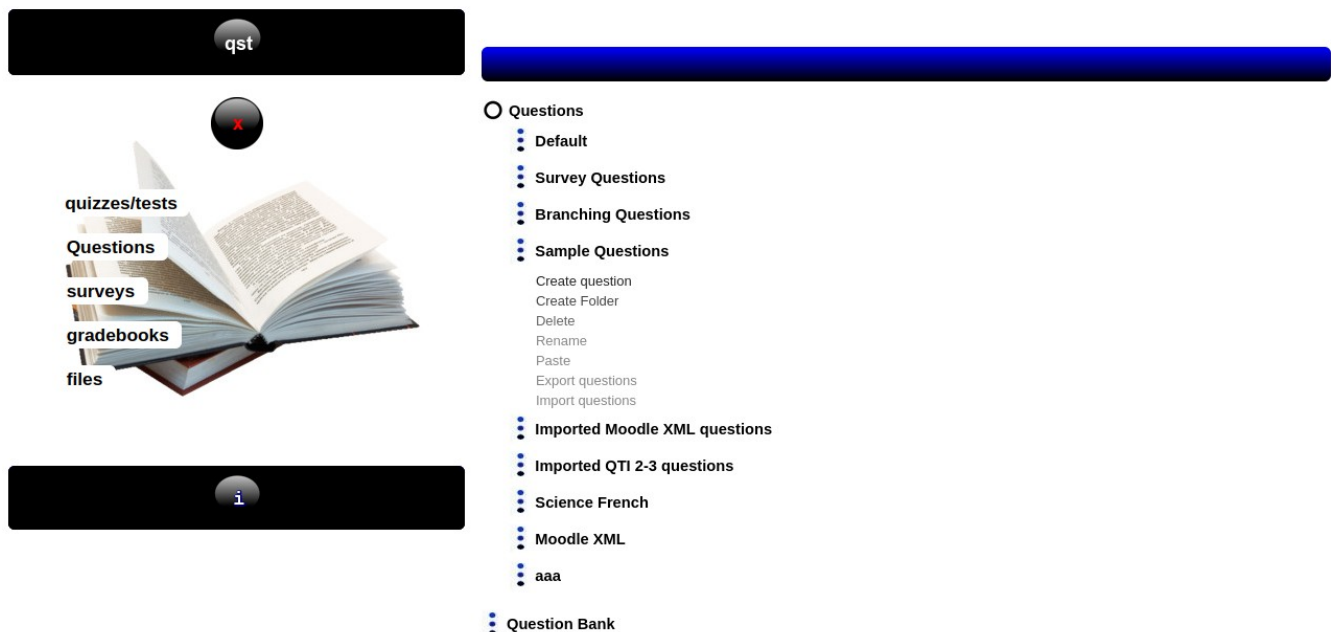 qst
x
quizzes/tests
Questions
surveys
gradebooks
files
i
Questions
Default
Survey Questions
Branching Questions
Sample Questions
Create question
Create Folder
Delete
Rename
Paste
Export questions
Import questions
Imported Moodle XML questions
Imported QTI 2-3 questions
Science French
Moodle XML
aaa
Question Bank